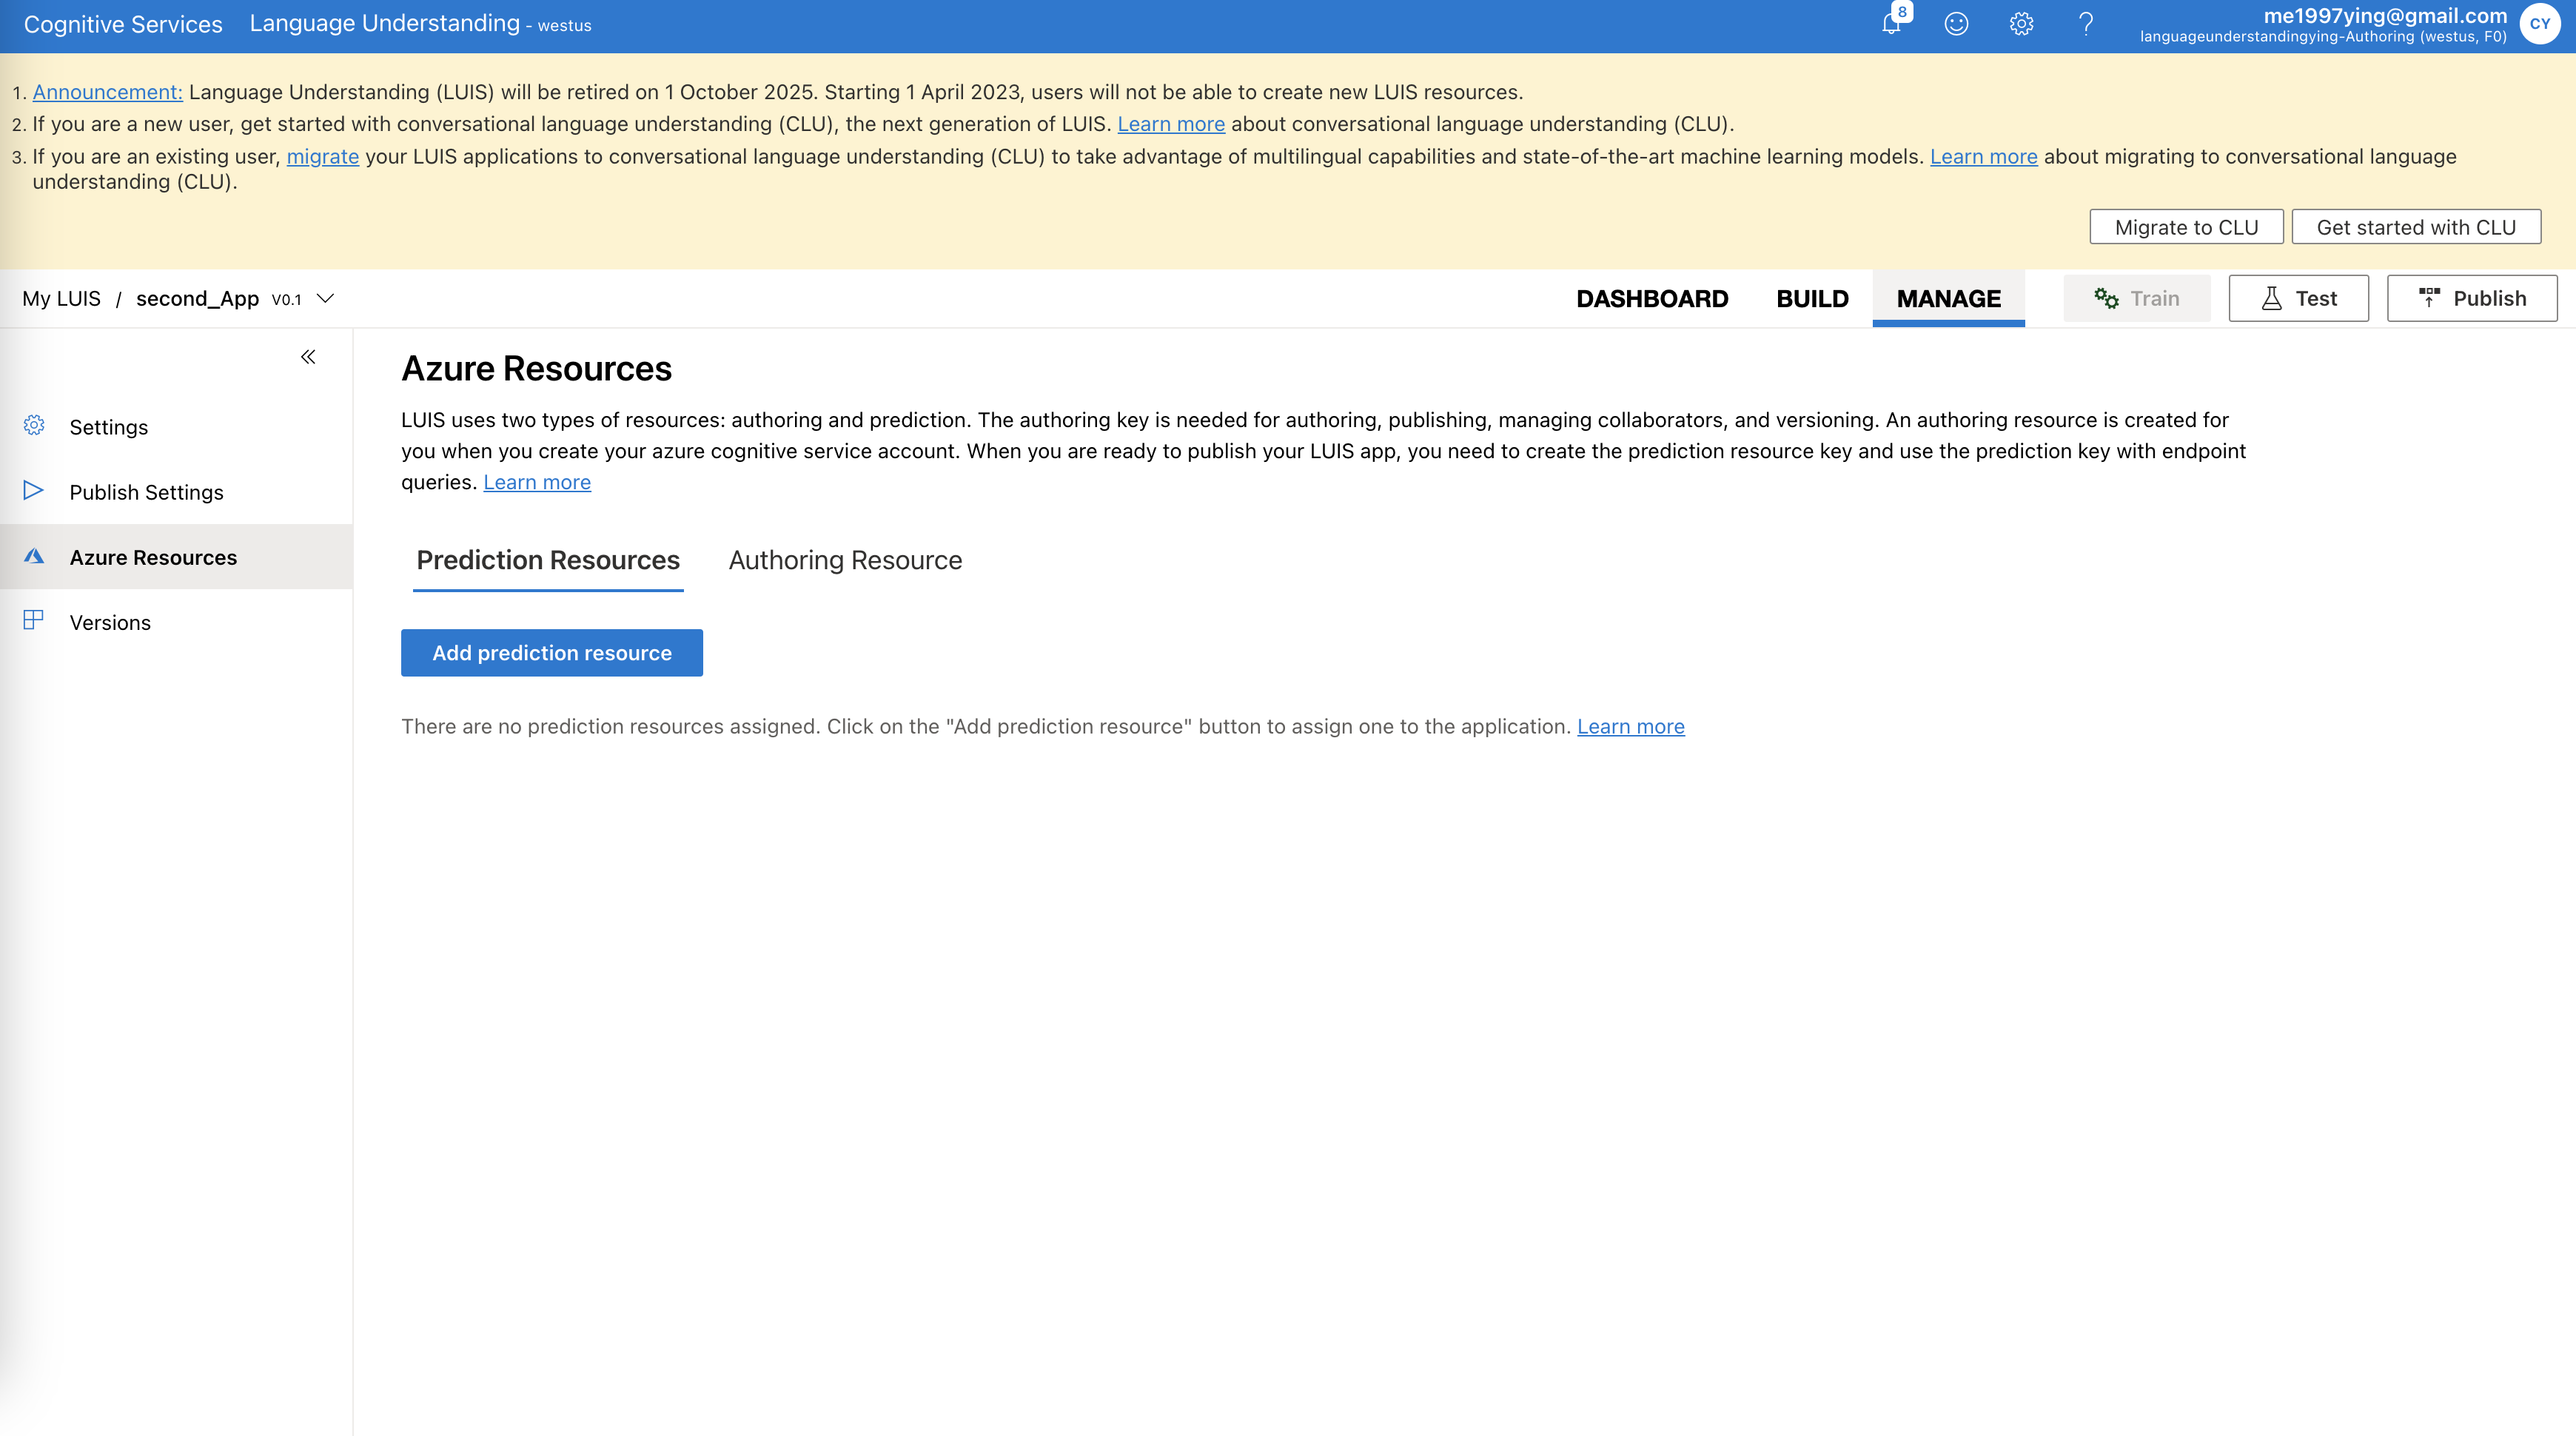 Cognitive Services Language Understanding - westus
8
me1997ying@gmail.com
languageunderstandingying-Authoring (westus, F0)
CY
1. Announcement: Language Understanding (LUIS) will be retired on 1 October 2025. Starting 1 April 2023, users will not be able to create new LUIS resources.
2. If you are a new user, get started with conversational language understanding (CLU), the next generation of LUIS. Learn more about conversational language understanding (CLU).
3. If you are an existing user, migrate your LUIS applications to conversational language understanding (CLU) to take advantage of multilingual capabilities and state-of-the-art machine learning models. Learn more about migrating to conversational language
understanding (CLU).
Migrate to CLU Get started with CLU
My LUIS / second_App V0.1
DASHBOARD BUILD MANAGE Train Test Publish
Settings
Publish Settings
Azure Resources
Versions
Azure Resources
LUIS uses two types of resources: authoring and prediction. The authoring key is needed for authoring, publishing, managing collaborators, and versioning. An authoring resource is created for
you when you create your azure cognitive service account. When you are ready to publish your LUIS app, you need to create the prediction resource key and use the prediction key with endpoint
queries. Learn more
Prediction Resources Authoring Resource
Add prediction resource
There are no prediction resources assigned. Click on the "Add prediction resource" button to assign one to the application. Learn more